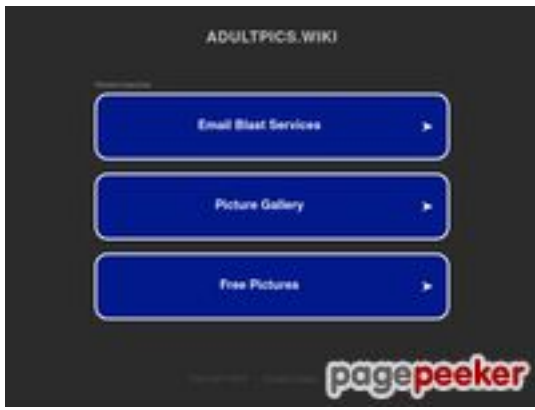 ADULTPICS.WIKI
Email Blast Services
➤
Picture Gallery
➤
Free Pictures
➤
pagepeeker